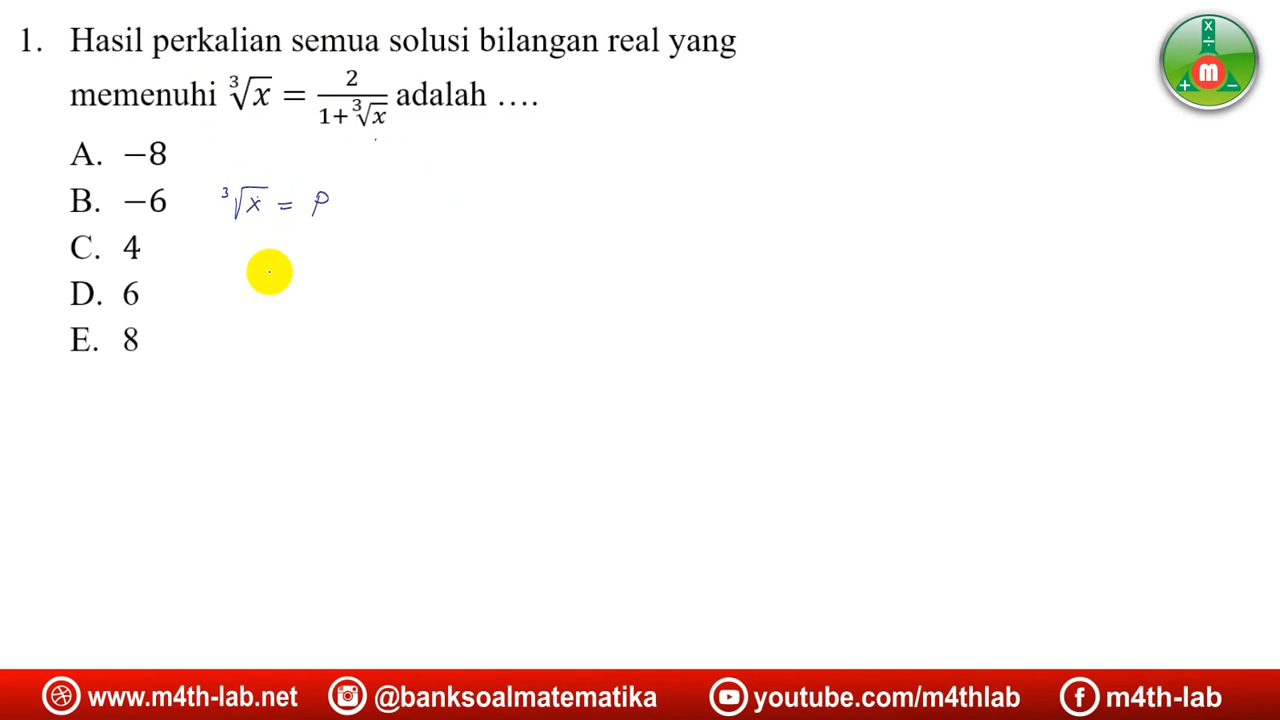 1. Hasil perkalian semua solusi bilangan real yang
memenuhi ∛x = 2/(1+∛x) adalah ….
A. −8
B. −6
∛x = p
C. 4
D. 6
E. 8
x ÷ m + −
www.m4th-lab.net @banksoalmatematika youtube.com/m4thlab m4th-lab